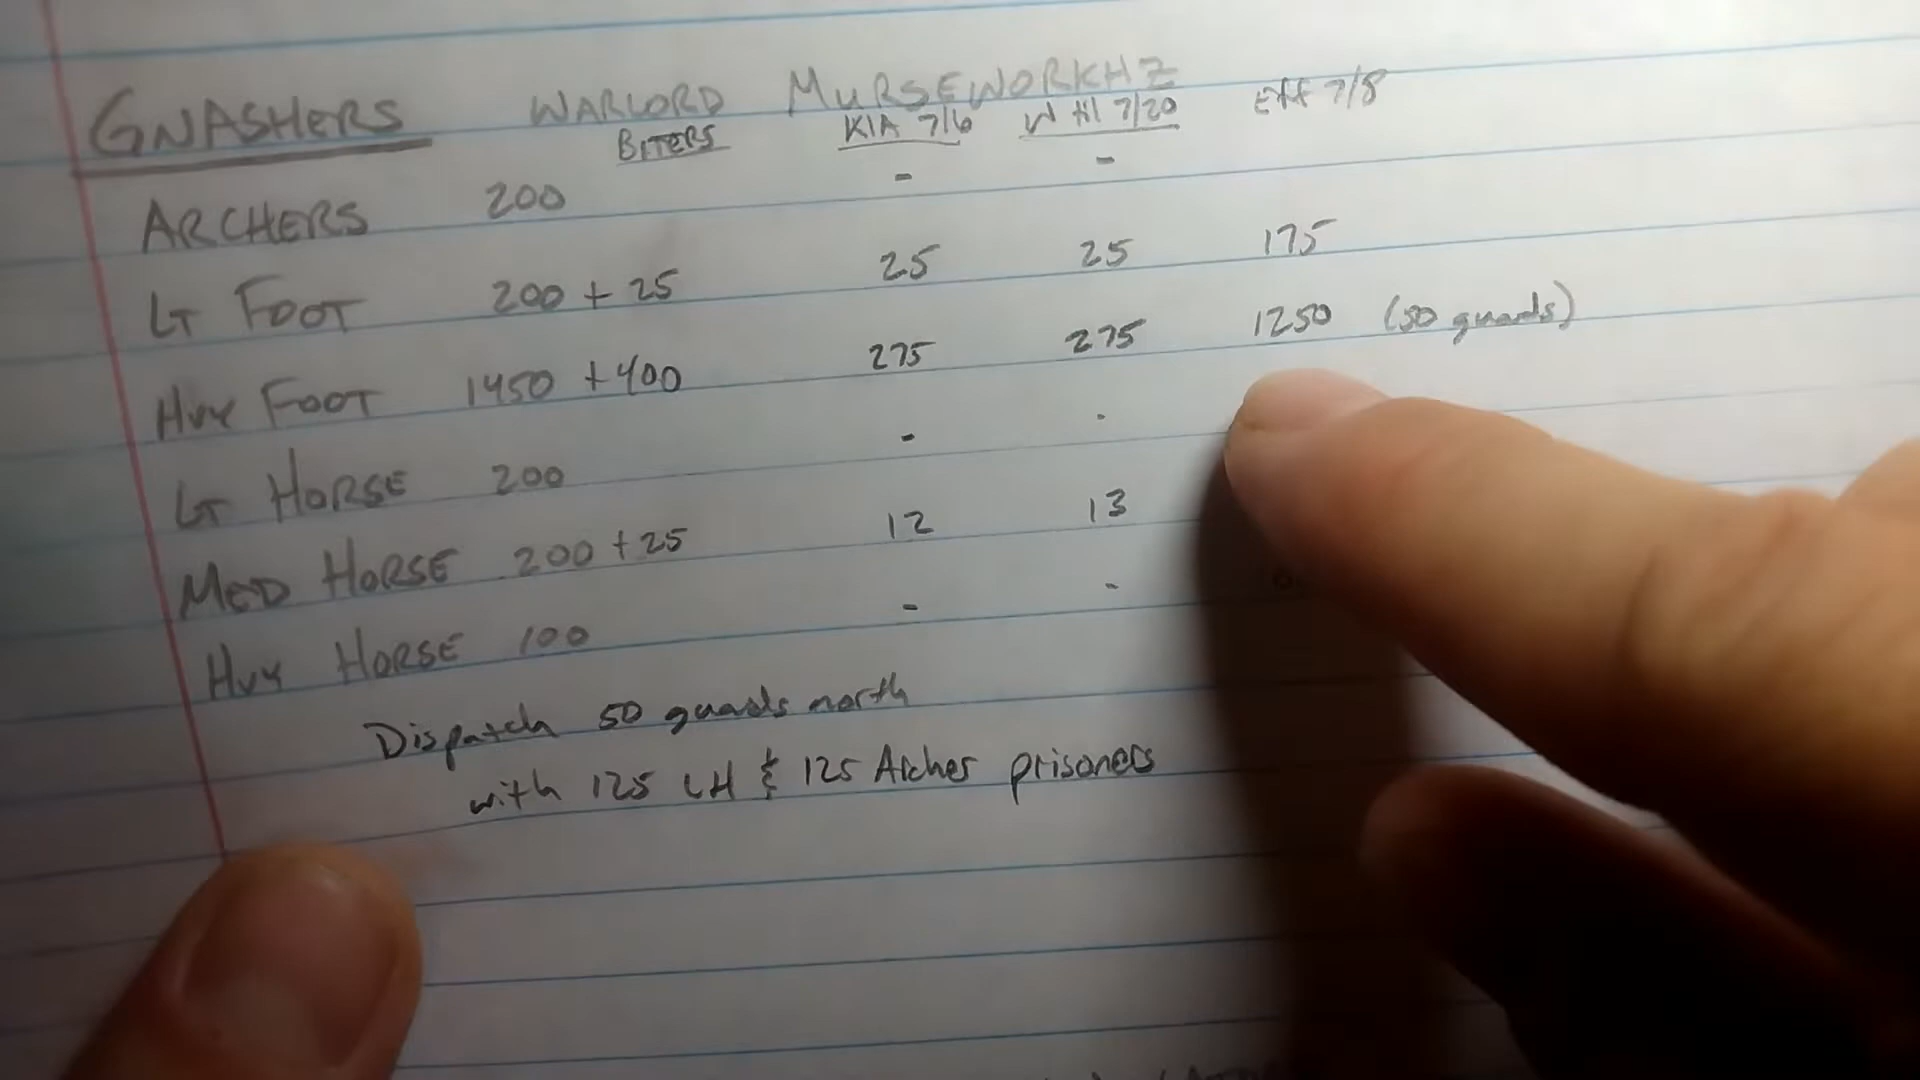 GNASHERS WARLORD MURSEWORKHZ
BITERS KIA 7/6 W til 7/20 Eff 7/8
ARCHERS 200 - -
LT FOOT 200 + 25 25 25 175
HVY FOOT 1450 + 400 275 275 1250 (50 guards)
LT HORSE 200 - -
MED HORSE 200 + 25 12 13
HVY HORSE 100 - -
Dispatch 50 guards north
with 125 LH & 125 Archer prisoners